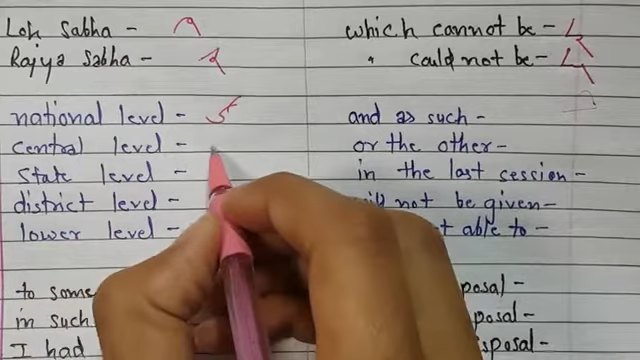 Lok Sabha -
Rajya Sabha -
national level -
central level -
State level -
district level -
lower level -
to some
in such
I had
which cannot be -
" could not be -
and as such -
or the other -
in the last session -
not be given -
able to -